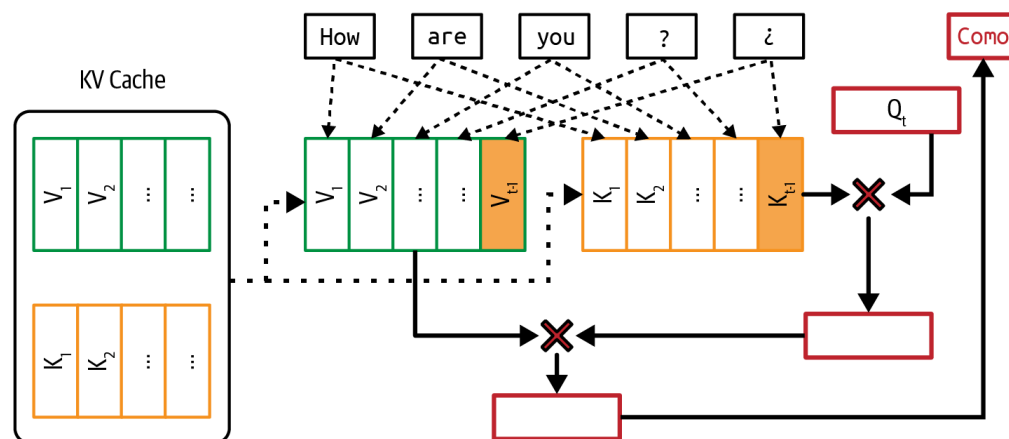 How are you ? ¿ Como
KV Cache
Q_t
V_1 V_2 ... ...
V_1 V_2 ... ... V_t-1
K_1 K_2 ... ... K_t-1
K_1 K_2 ... ...